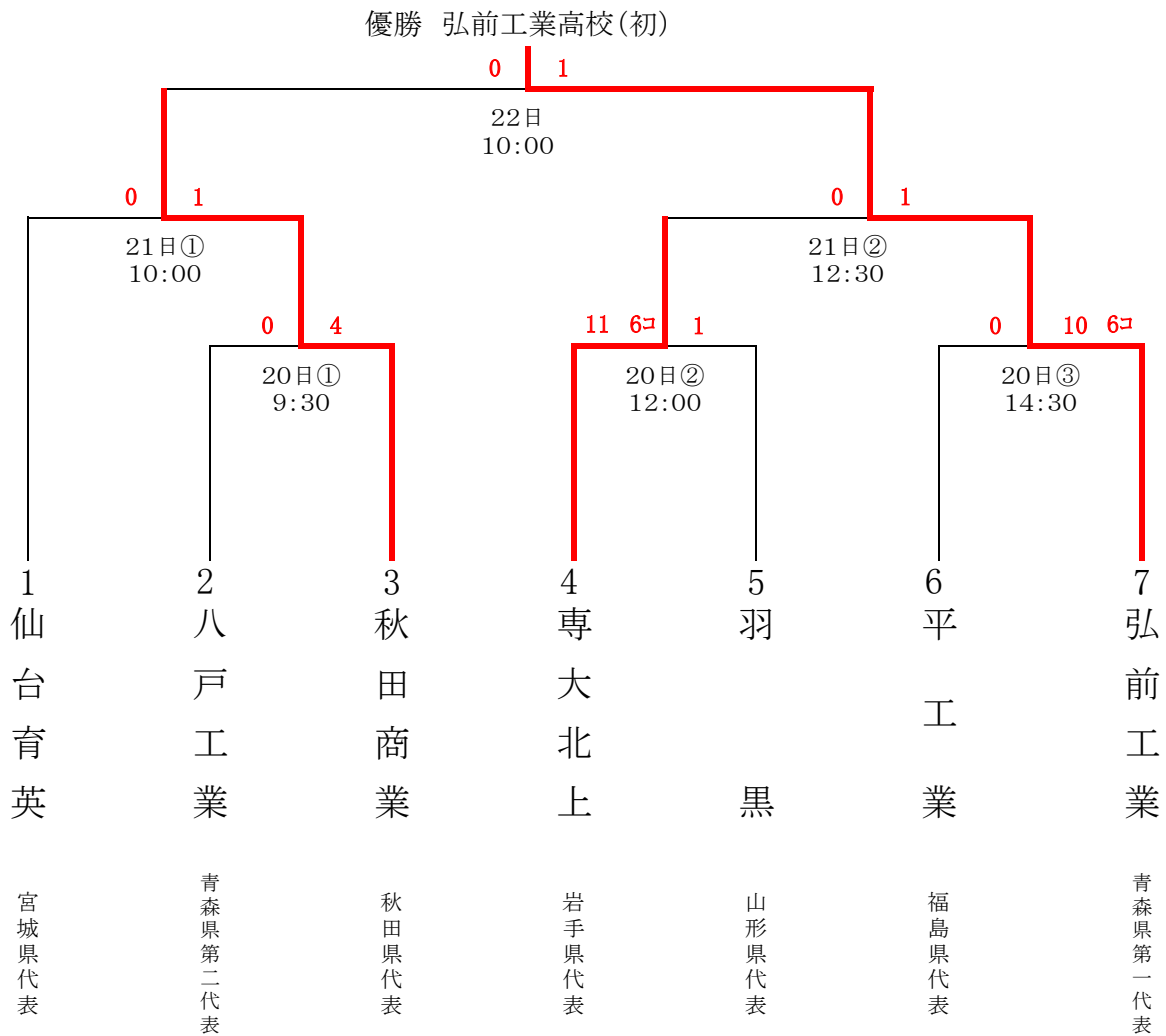 優勝 弘前工業高校(初)
0 1
22日
10:00
0 1
21日①
10:00
0 1
21日②
12:30
0 4
20日①
9:30
11 6ｺ 1
20日②
12:00
0 10 6ｺ
20日③
14:30
1
仙台育英
宮城県代表
2
八戸工業
青森県第二代表
3
秋田商業
秋田県代表
4
専大北上
岩手県代表
5
羽黒
山形県代表
6
平工業
福島県代表
7
弘前工業
青森県第一代表